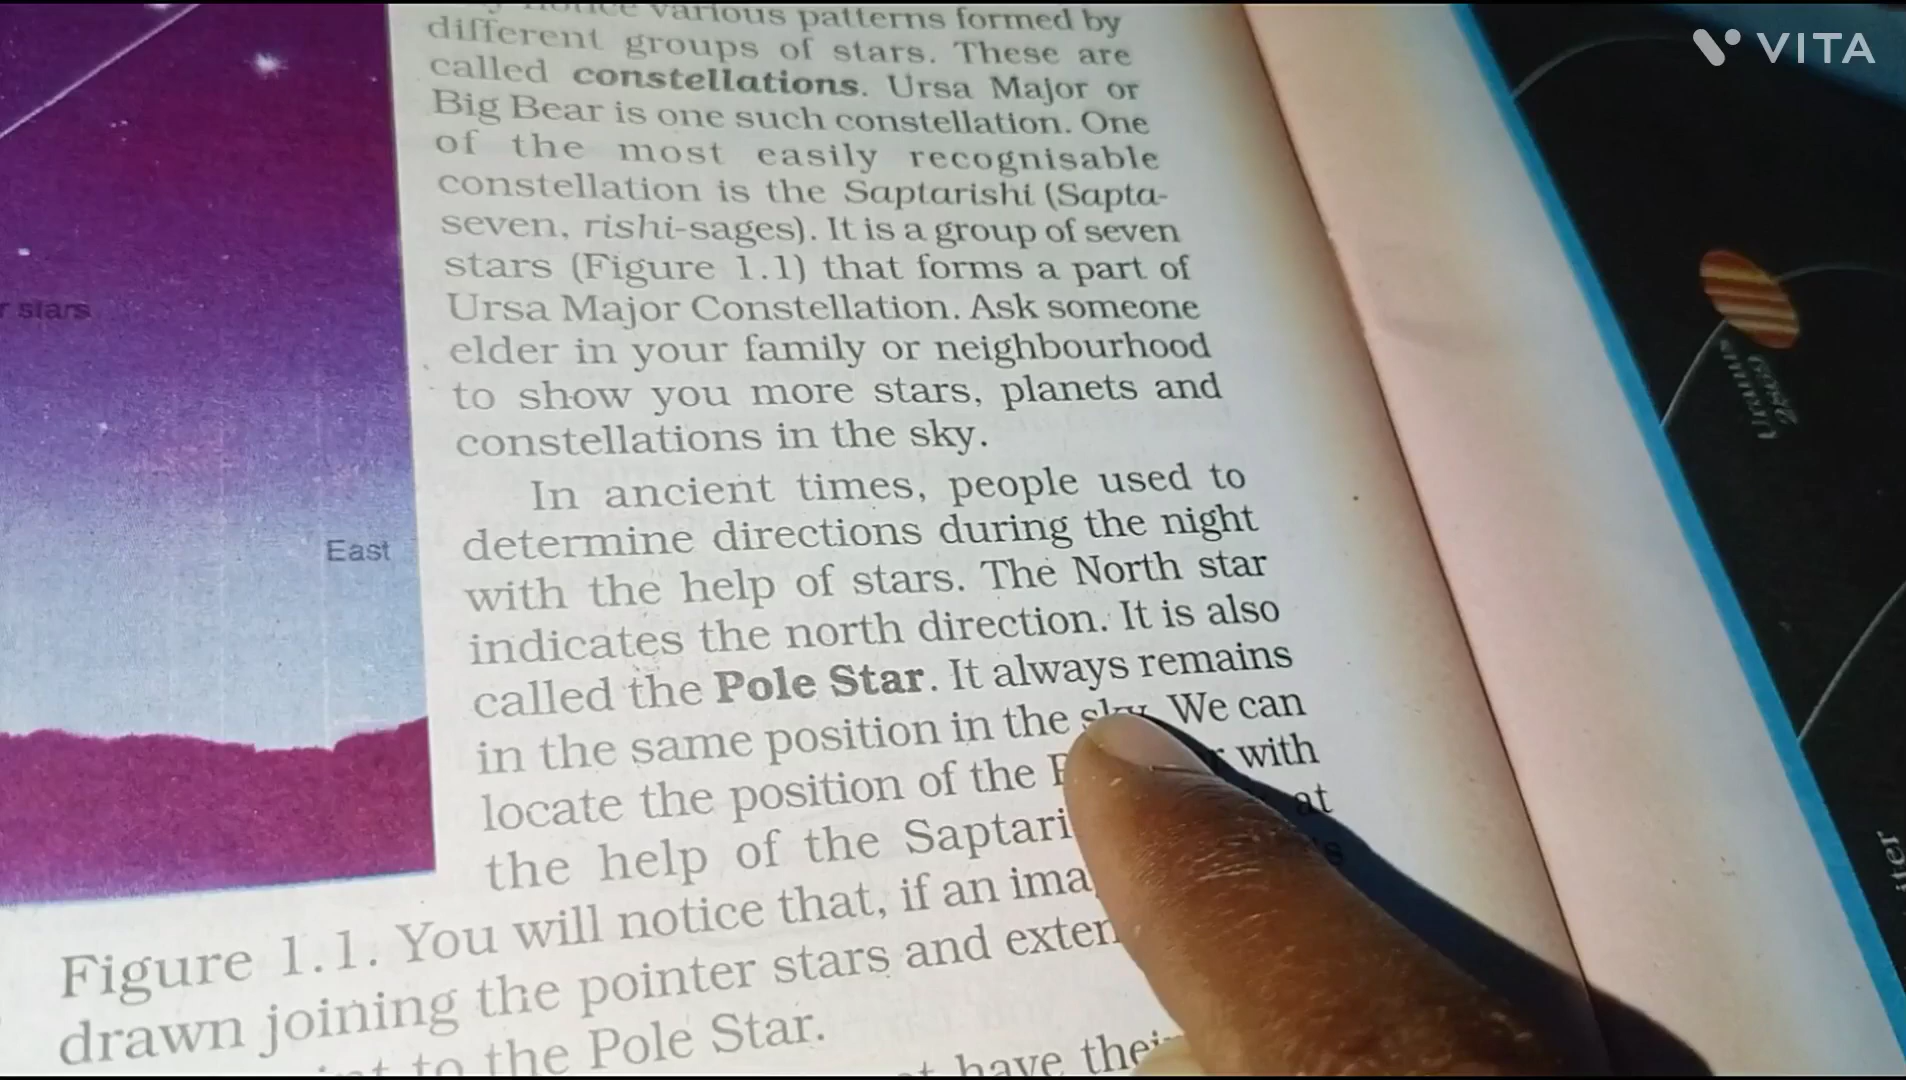 various patterns formed by
different groups of stars. These are
called constellations. Ursa Major or
Big Bear is one such constellation. One
of the most easily recognisable
constellation is the Saptarishi (Sapta-
seven, rishi-sages). It is a group of seven
stars (Figure 1.1) that forms a part of
Ursa Major Constellation. Ask someone
elder in your family or neighbourhood
to show you more stars, planets and
constellations in the sky.
In ancient times, people used to
determine directions during the night
with the help of stars. The North star
indicates the north direction. It is also
called the Pole Star. It always remains
in the same position in the sky. We can
locate the position of the with
the help of the at
Figure 1.1. You will notice that, if an
drawn joining the pointer stars and
to the Pole Star.
have
stars
East
VITA
Uranus